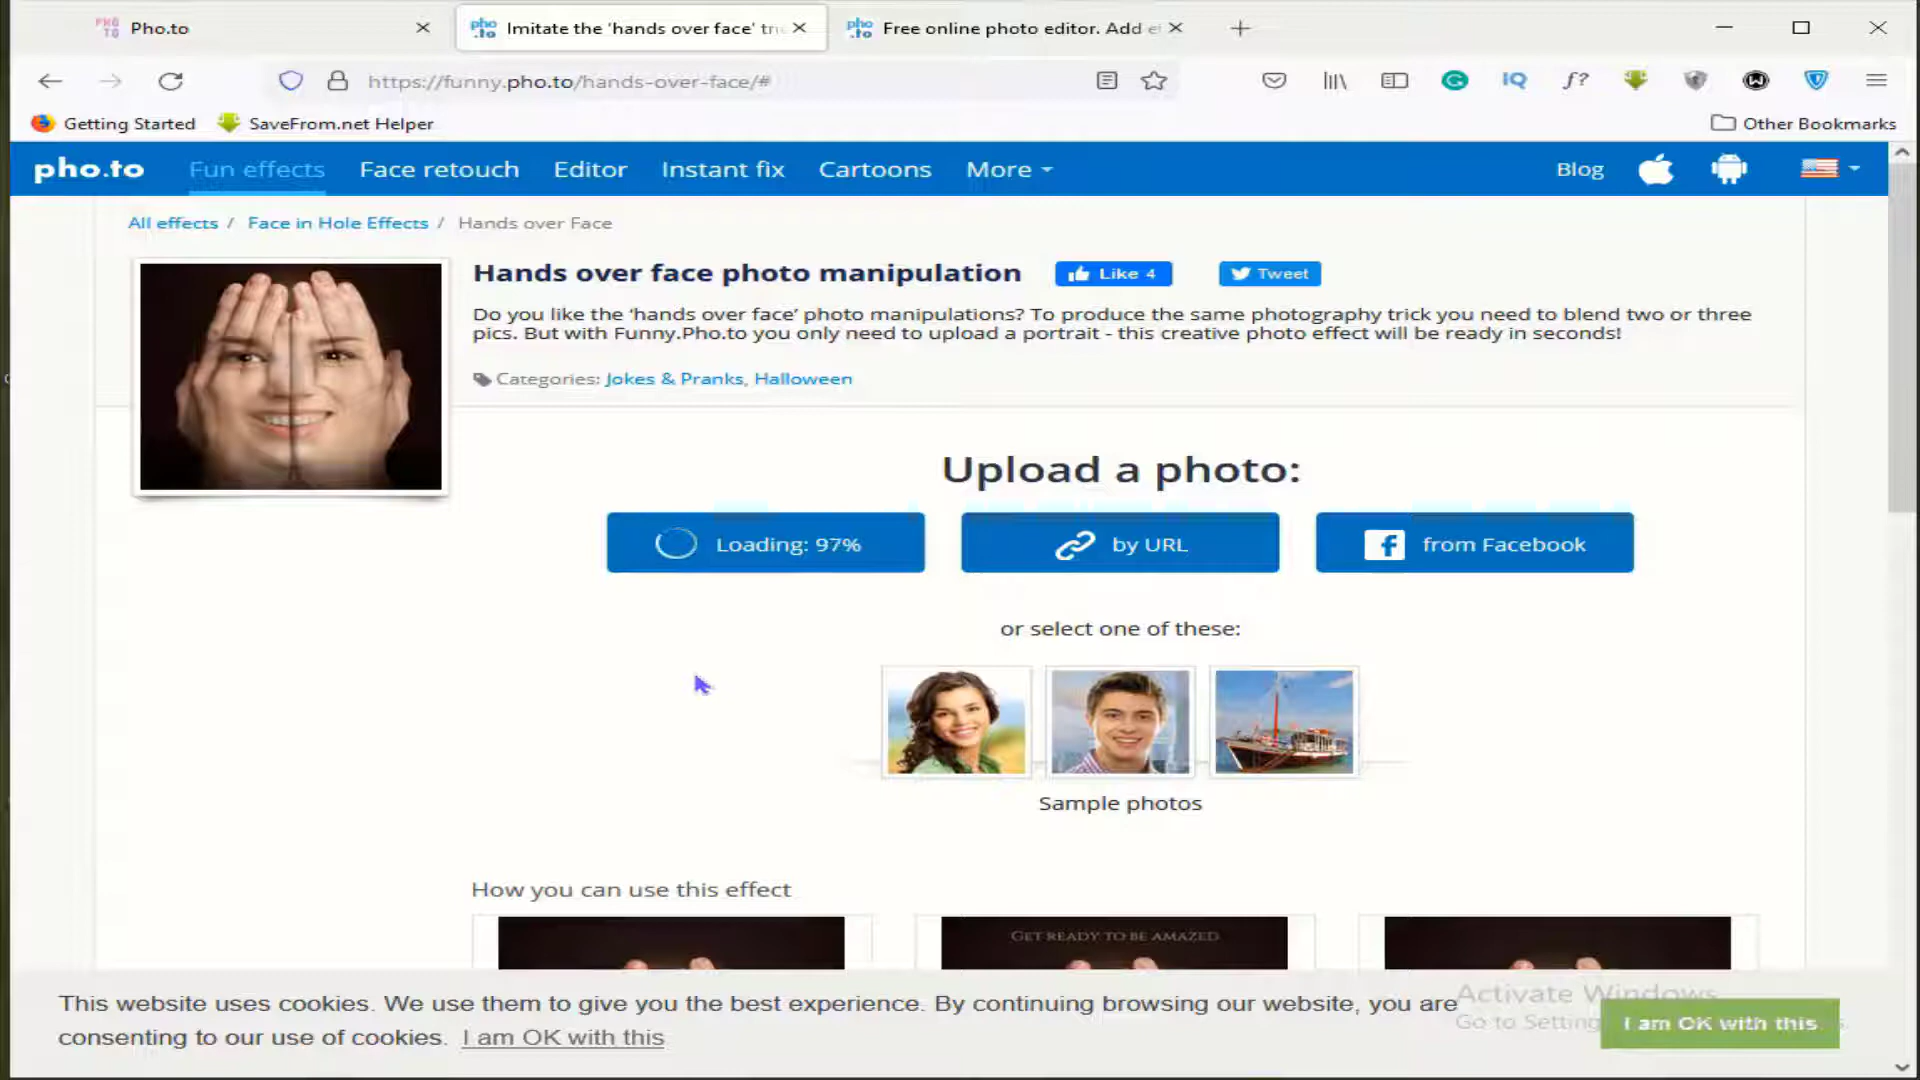 PHO TO Pho.to
pho .to Imitate the 'hands over face' tri
pho .to Free online photo editor. Add e
https://funny.pho.to/hands-over-face/#
IQ
f?
Getting Started
SaveFrom.net Helper
Other Bookmarks
pho.to
Fun effects
Face retouch
Editor
Instant fix
Cartoons
More
Blog
All effects / Face in Hole Effects / Hands over Face
Hands over face photo manipulation
Like 4
Tweet
Do you like the 'hands over face' photo manipulations? To produce the same photography trick you need to blend two or three
pics. But with Funny.Pho.to you only need to upload a portrait - this creative photo effect will be ready in seconds!
Categories: Jokes & Pranks, Halloween
Upload a photo:
Loading: 97%
by URL
from Facebook
or select one of these:
Sample photos
How you can use this effect
GET READY TO BE AMAZED
This website uses cookies. We use them to give you the best experience. By continuing browsing our website, you are
consenting to our use of cookies. I am OK with this
Activate Windows
Go to Setting
I am OK with this